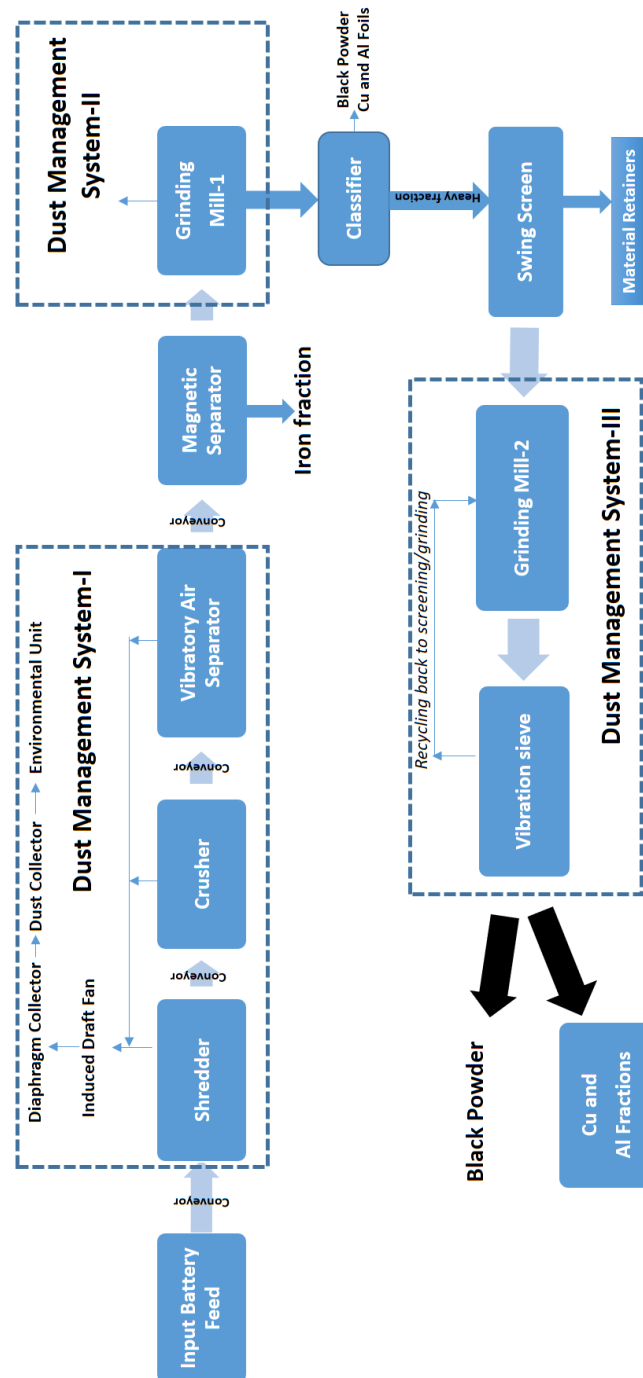 Diaphragm Collector
Dust Collector
Environmental Unit
Induced Draft Fan
Dust Management System-I
Dust Management
System-II
Input Battery
Feed
Conveyor
Shredder
Conveyor
Crusher
Conveyor
Vibratory Air
Separator
Conveyor
Magnetic
Separator
Grinding
Mill-1
Iron fraction
Classifier
Black Powder
Cu and Al Foils
Heavy fraction
Swing Screen
Material Retainers
Recycling back to screening/grinding
Grinding Mill-2
Vibration sieve
Dust Management System-III
Black Powder
Cu and
Al Fractions